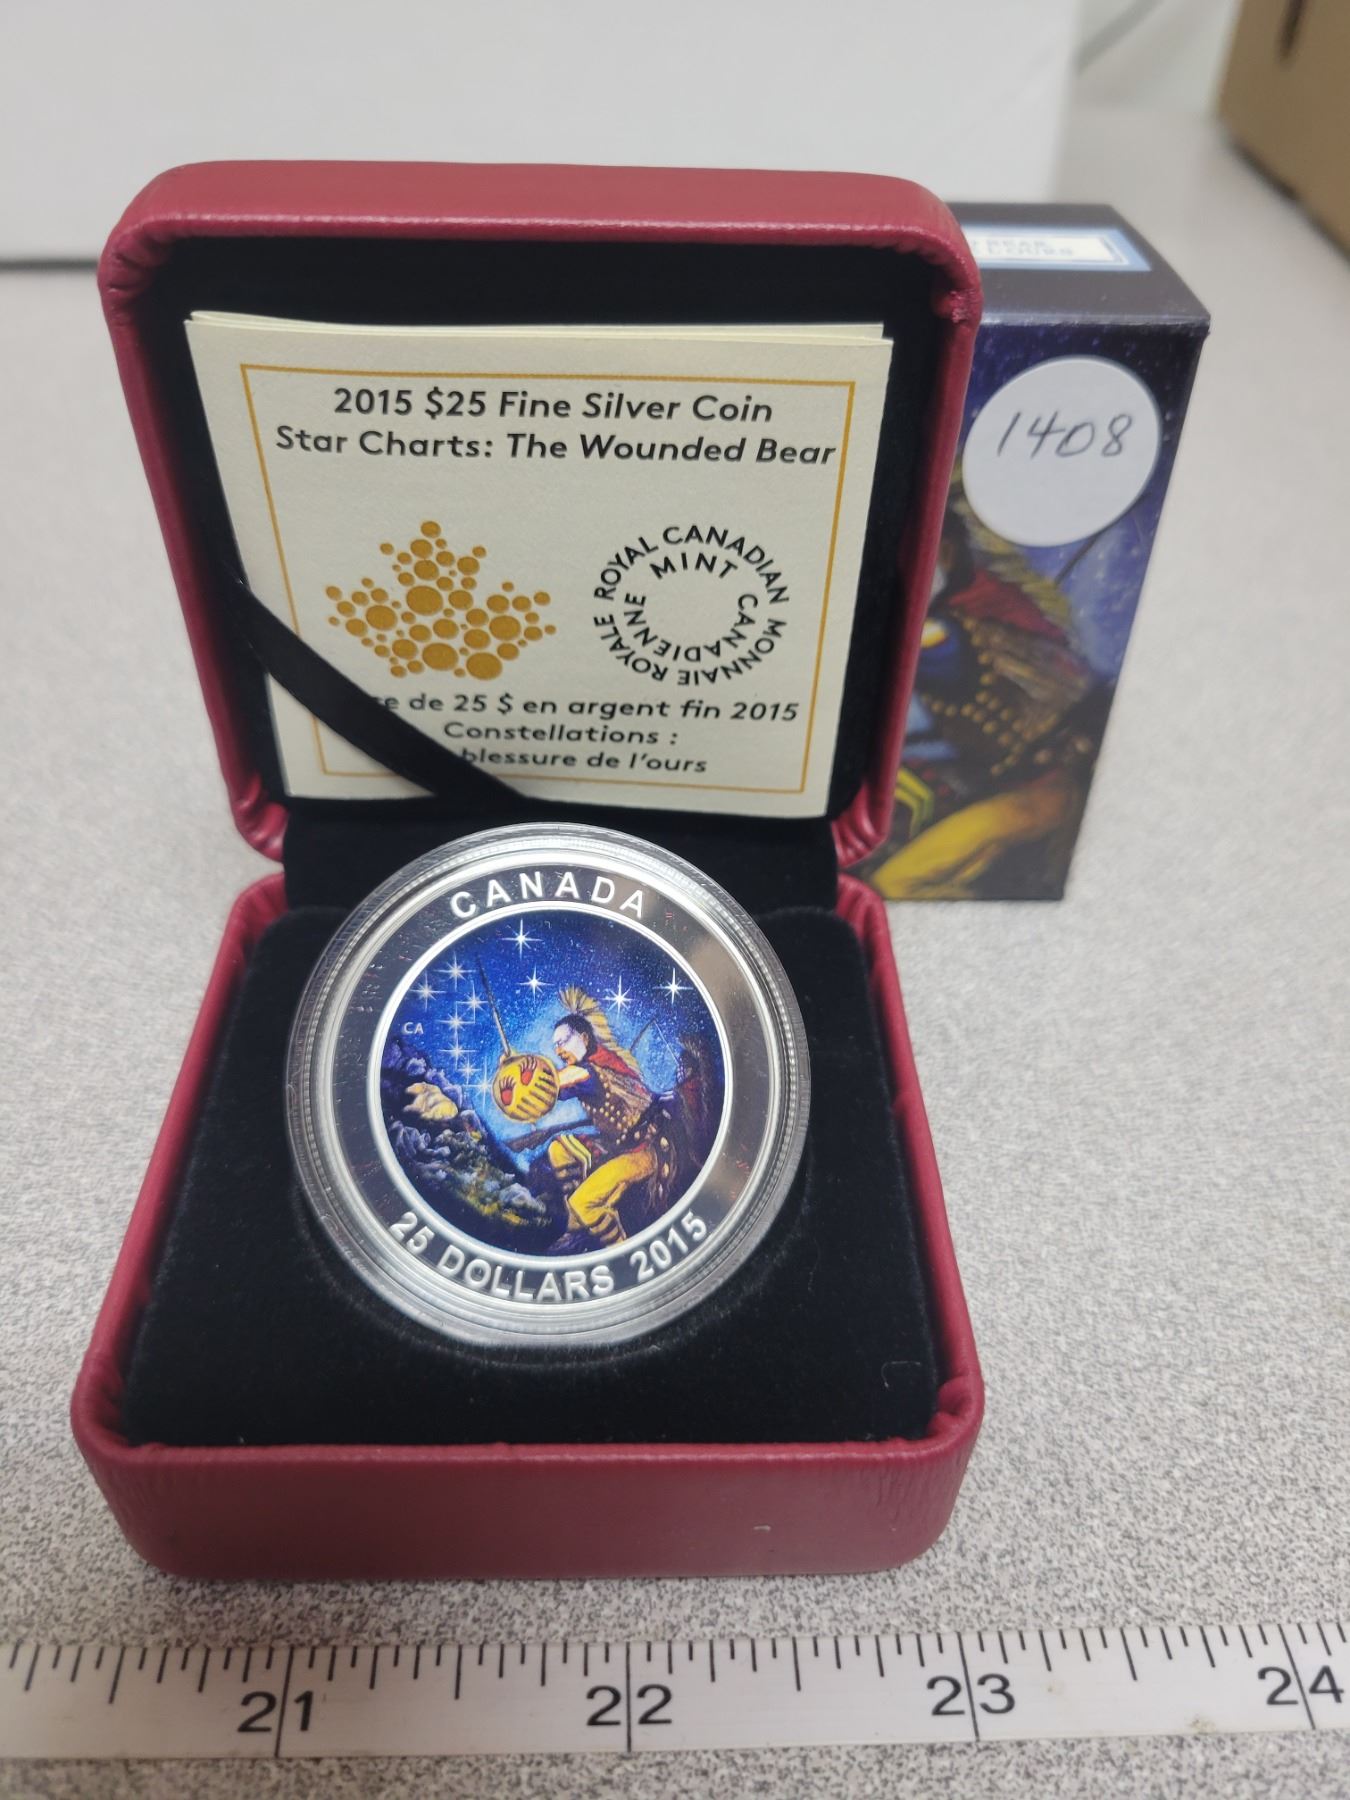 2015 $25 Fine Silver Coin
Star Charts: The Wounded Bear
ROYAL CANADIAN MINT
MONNAIE ROYALE CANADIENNE
de 25 $ en argent fin 2015
Constellations :
blessure de l'ours
1408
CANADA
CA
25 DOLLARS 2015
21 22 23 24